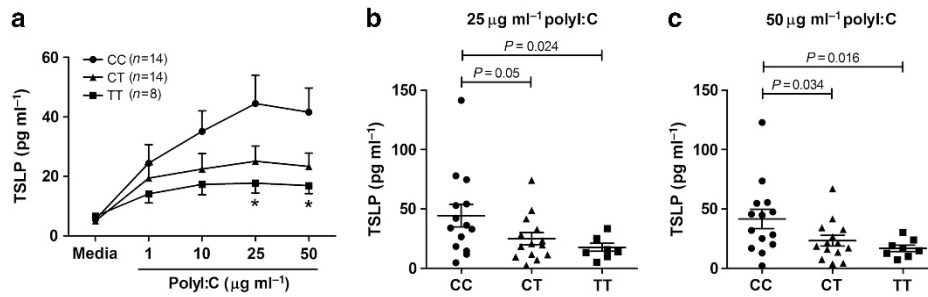 a
CC (n=14)
CT (n=14)
TT (n=8)
TSLP (pg ml⁻¹)
60
40
20
0
*
*
Media
1
10
25
50
PolyI:C (μg ml⁻¹)
b
25 μg ml⁻¹ polyI:C
P = 0.024
P = 0.05
TSLP (pg ml⁻¹)
150
100
50
0
CC
CT
TT
c
50 μg ml⁻¹ polyI:C
P = 0.016
P = 0.034
TSLP (pg ml⁻¹)
150
100
50
0
CC
CT
TT